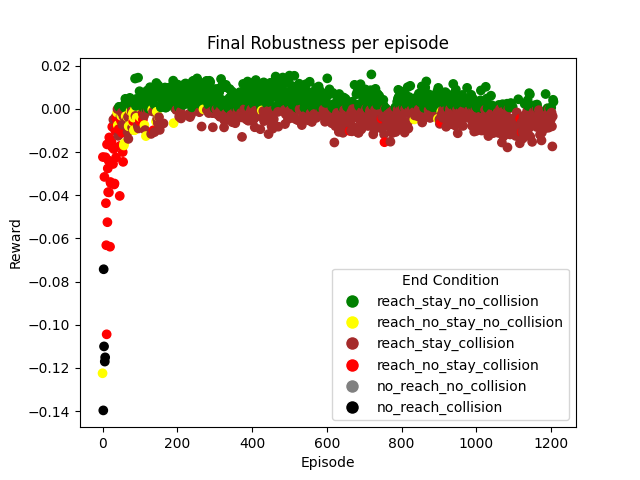 Final Robustness per episode
0.02
0.00
−0.02
−0.04
−0.06
−0.08
−0.10
−0.12
−0.14
Reward
End Condition
reach_stay_no_collision
reach_no_stay_no_collision
reach_stay_collision
reach_no_stay_collision
no_reach_no_collision
no_reach_collision
0 200 400 600 800 1000 1200
Episode